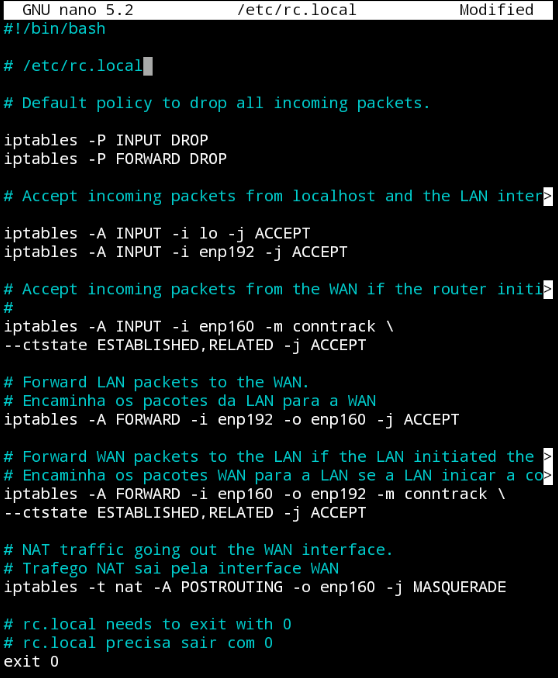 GNU nano 5.2 /etc/rc.local Modified
#!/bin/bash
# /etc/rc.local
# Default policy to drop all incoming packets.
iptables -P INPUT DROP
iptables -P FORWARD DROP
# Accept incoming packets from localhost and the LAN inter>
iptables -A INPUT -i lo -j ACCEPT
iptables -A INPUT -i enp192 -j ACCEPT
# Accept incoming packets from the WAN if the router initi>
#
iptables -A INPUT -i enp160 -m conntrack \
--ctstate ESTABLISHED,RELATED -j ACCEPT
# Forward LAN packets to the WAN.
# Encaminha os pacotes da LAN para a WAN
iptables -A FORWARD -i enp192 -o enp160 -j ACCEPT
# Forward WAN packets to the LAN if the LAN initiated the >
# Encaminha os pacotes WAN para a LAN se a LAN inicar a co>
iptables -A FORWARD -i enp160 -o enp192 -m conntrack \
--ctstate ESTABLISHED,RELATED -j ACCEPT
# NAT traffic going out the WAN interface.
# Trafego NAT sai pela interface WAN
iptables -t nat -A POSTROUTING -o enp160 -j MASQUERADE
# rc.local needs to exit with 0
# rc.local precisa sair com 0
exit 0